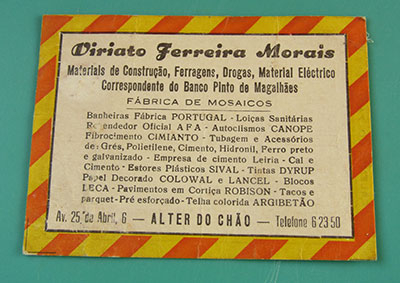 Viriato Ferreira Morais
Materiais de Construção, Ferragens, Drogas, Material Eléctrico
Correspondente do Banco Pinto de Magalhães
FÁBRICA DE MOSAICOS
Banheiras Fábrica PORTUGAL - Loiças Sanitárias
Revendedor Oficial AFA - Autoclismos CANOPE
Fibrocimento CIMIANTO - Tubagem e Acessórios
de: Grés, Polietilene, Cimento, Hidronil, Ferro preto
e galvanizado - Empresa de cimento Leiria - Cal e
Cimento - Estores Plásticos SIVAL - Tintas DYRUP
Papel Decorado COLOWAL e LANCEL - Blocos
LECA - Pavimentos em Cortiça ROBISON - Tacos e
parquet - Pré esforçado - Telha colorida ARGIBETÃO
Av. 25 de Abril, 6 — ALTER DO CHÃO — Telefone 6 23 50